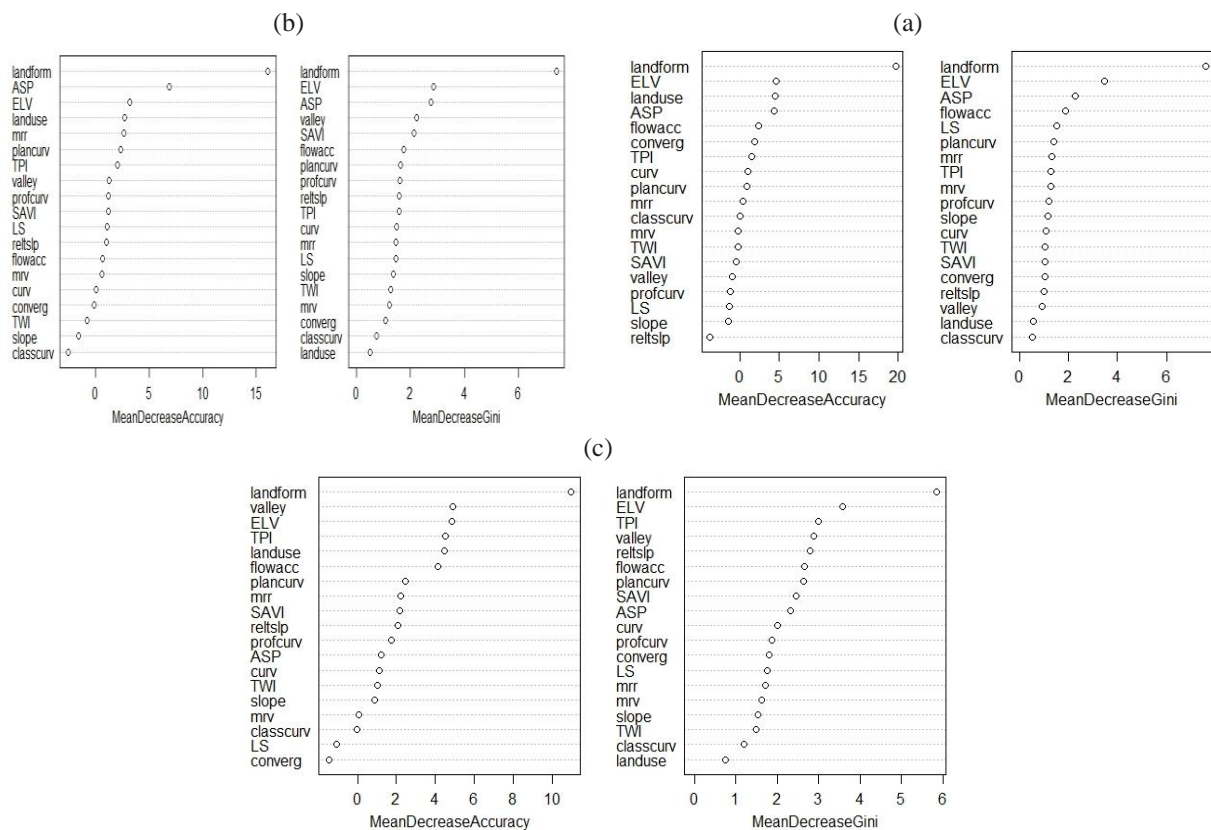 (b)
landform
ASP
ELV
landuse
mrr
plancurv
TPI
valley
profcurv
SAVI
LS
reltslp
flowacc
mrv
curv
converg
TWI
slope
classcurv
0 5 10 15
MeanDecreaseAccuracy
landform
ELV
ASP
valley
SAVI
flowacc
plancurv
profcurv
reltslp
TPI
curv
mrr
LS
slope
TWI
mrv
converg
classcurv
landuse
0 2 4 6
MeanDecreaseGini
(a)
landform
ELV
landuse
ASP
flowacc
converg
TPI
curv
plancurv
mrr
classcurv
mrv
TWI
SAVI
valley
profcurv
LS
slope
reltslp
0 5 10 15 20
MeanDecreaseAccuracy
landform
ELV
ASP
flowacc
LS
plancurv
mrr
TPI
mrv
profcurv
slope
curv
TWI
SAVI
converg
reltslp
valley
landuse
classcurv
0 2 4 6
MeanDecreaseGini
(c)
landform
valley
ELV
TPI
landuse
flowacc
plancurv
mrr
SAVI
reltslp
profcurv
ASP
curv
TWI
slope
mrv
classcurv
LS
converg
0 2 4 6 8 10
MeanDecreaseAccuracy
landform
ELV
TPI
valley
reltslp
flowacc
plancurv
SAVI
ASP
curv
profcurv
converg
LS
mrr
mrv
slope
TWI
classcurv
landuse
0 1 2 3 4 5 6
MeanDecreaseGini